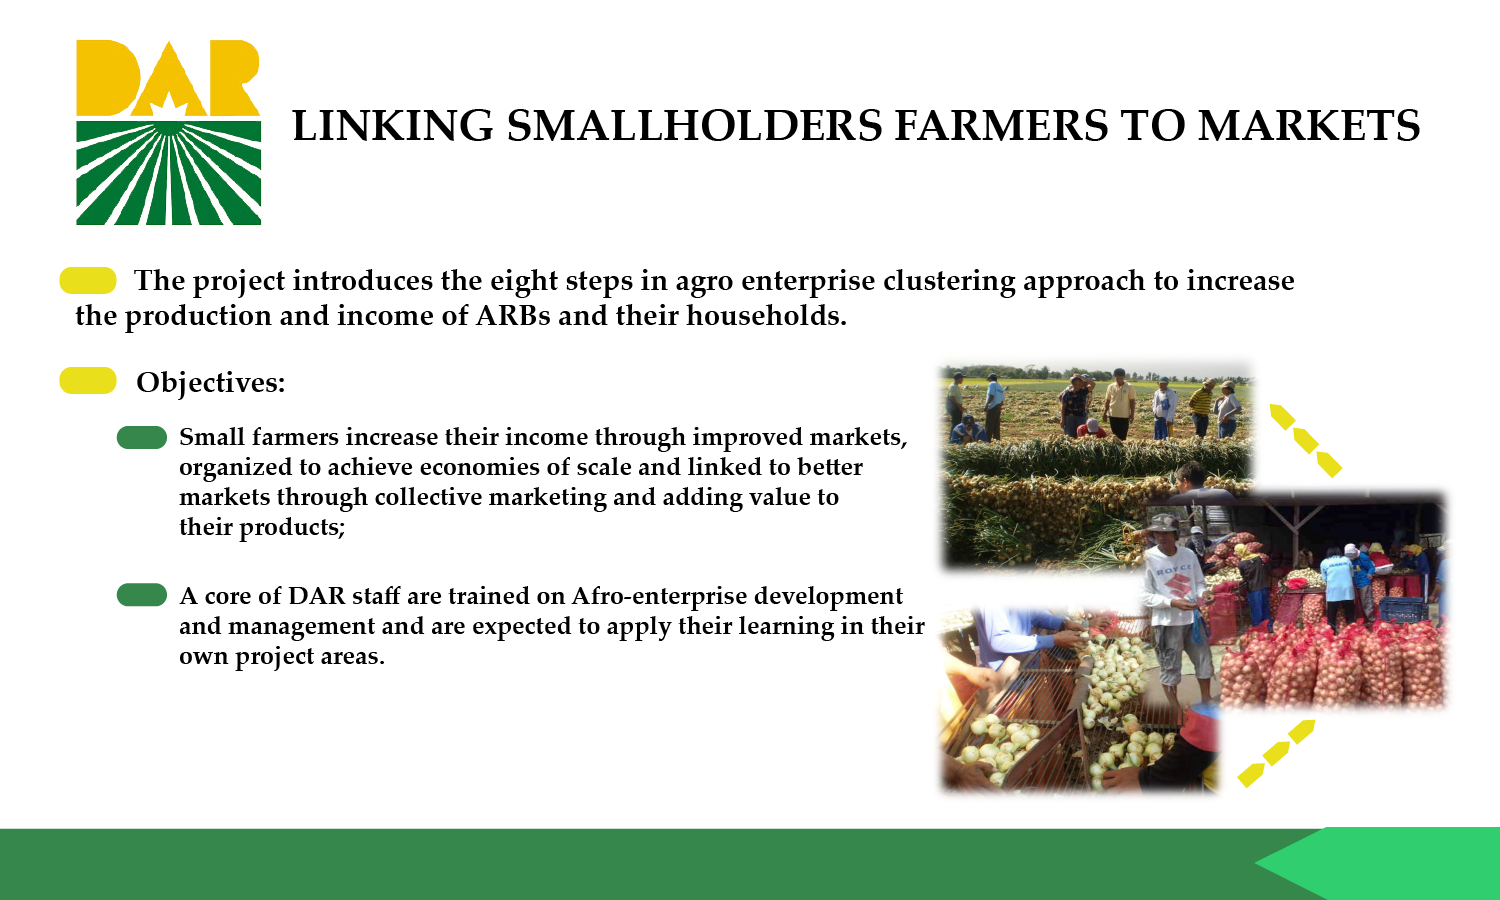 DAR
LINKING SMALLHOLDERS FARMERS TO MARKETS
The project introduces the eight steps in agro enterprise clustering approach to increase
the production and income of ARBs and their households.
Objectives:
Small farmers increase their income through improved markets,
organized to achieve economies of scale and linked to better
markets through collective marketing and adding value to
their products;
A core of DAR staff are trained on Afro-enterprise development
and management and are expected to apply their learning in their
own project areas.